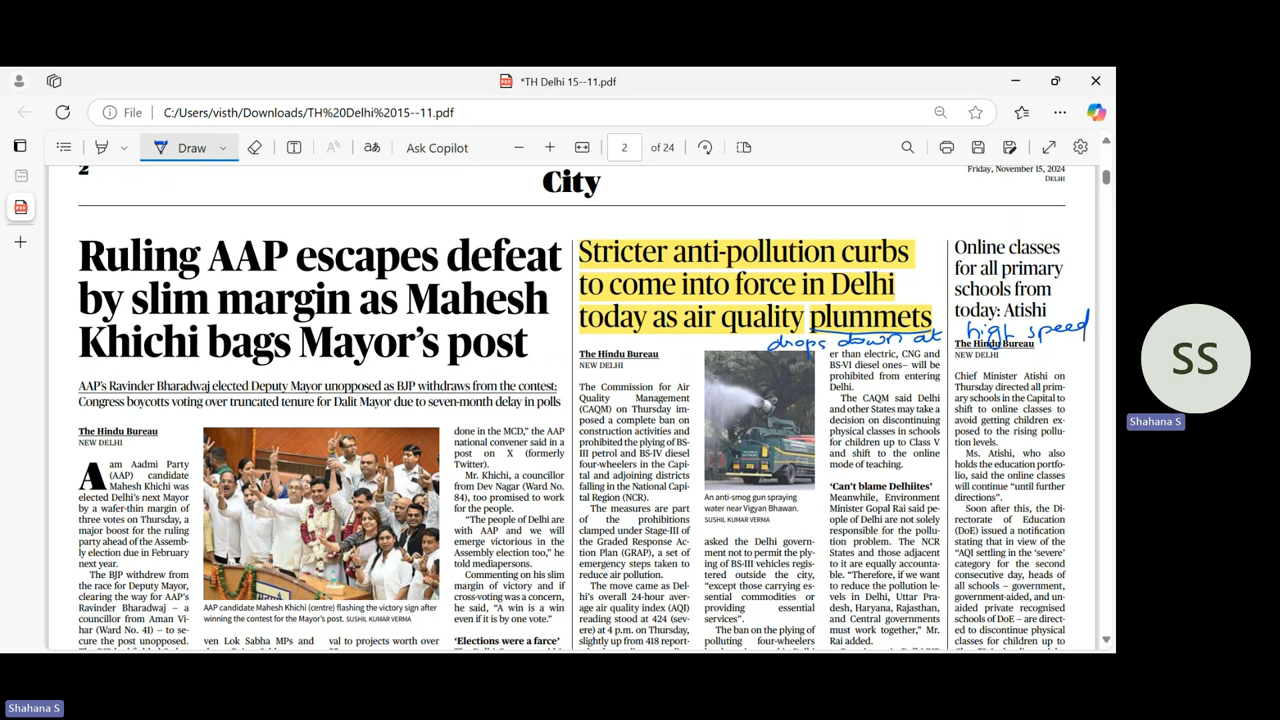 *TH Delhi 15--11.pdf
File
C:/Users/visth/Downloads/TH%20Delhi%2015--11.pdf
Draw
Ask Copilot
2
of 24
2
City
Friday, November 15, 2024
DELHI
Ruling AAP escapes defeat
by slim margin as Mahesh
Khichi bags Mayor's post
AAP's Ravinder Bharadwaj elected Deputy Mayor unopposed as BJP withdraws from the contest;
Congress boycotts voting over truncated tenure for Dalit Mayor due to seven-month delay in polls
The Hindu Bureau
NEW DELHI
Aam Aadmi Party
(AAP) candidate
Mahesh Khichi was
elected Delhi's next Mayor
by a wafer-thin margin of
three votes on Thursday, a
major boost for the ruling
party ahead of the Assemb-
ly election due in February
next year.
The BJP withdrew from
the race for Deputy Mayor,
clearing the way for AAP's
Ravinder Bharadwaj – a
councillor from Aman Vi-
har (Ward No. 41) – to se-
cure the post unopposed.
AAP candidate Mahesh Khichi (centre) flashing the victory sign after
winning the contest for the Mayor's post. SUSHIL KUMAR VERMA
ven Lok Sabha MPs and
val to projects worth over
done in the MCD," the AAP
national convener said in a
post on X (formerly
Twitter).
Mr. Khichi, a councillor
from Dev Nagar (Ward No.
84), too promised to work
for the people.
"The people of Delhi are
with AAP and we will
emerge victorious in the
Assembly election too," he
told mediapersons.
Commenting on his slim
margin of victory and if
cross-voting was a concern,
he said, "A win is a win
even if it is by one vote."
'Elections were a farce'
Stricter anti-pollution curbs
to come into force in Delhi
today as air quality plummets
drops down at high speed
The Hindu Bureau
NEW DELHI
The Commission for Air
Quality Management
(CAQM) on Thursday im-
posed a complete ban on
construction activities and
prohibited the plying of BS-
III petrol and BS-IV diesel
four-wheelers in the Capi-
tal and adjoining districts
falling in the National Capi-
tal Region (NCR).
The measures are part of
the prohibitions
clamped under Stage-III of
the Graded Response Ac-
tion Plan (GRAP), a set of
emergency steps taken to
reduce air pollution.
The move came as Del-
hi's overall 24-hour aver-
age air quality index (AQI)
reading stood at 424 (sev-
ere) at 4 p.m. on Thursday,
slightly up from 418 report-
An anti-smog gun spraying
water near Vigyan Bhawan.
SUSHIL KUMAR VERMA
asked the Delhi govern-
ment not to permit the ply-
ing of BS-III vehicles regis-
tered outside the city,
"except those carrying es-
sential commodities or
providing essential
services".
The ban on the plying of
polluting four-wheelers
er than electric, CNG and
BS-VI diesel ones– will be
prohibited from entering
Delhi.
The CAQM said Delhi
and other States may take a
decision on discontinuing
physical classes in schools
for children up to Class V
and shift to the online
mode of teaching.
'Can't blame Delhiites'
Meanwhile, Environment
Minister Gopal Rai said peo-
ple of Delhi are not solely
responsible for the pollu-
tion problem. The NCR
States and those adjacent
to it are equally accounta-
ble. "Therefore, if we want
to reduce the pollution le-
vels in Delhi, Uttar Pra-
desh, Haryana, Rajasthan,
and Central governments
must work together," Mr.
Rai added.
Online classes
for all primary
schools from
today: Atishi
The Hindu Bureau
NEW DELHI
Chief Minister Atishi on
Thursday directed all prim-
ary schools in the Capital to
shift to online classes to
avoid getting children ex-
posed to the rising pollu-
tion levels.
Ms. Atishi, who also
holds the education portfo-
lio, said the online classes
will continue "until further
directions".
Soon after this, the Di-
rectorate of Education
(DoE) issued a notification
stating that in view of the
"AQI settling in the 'severe'
category for the second
consecutive day, heads of
all schools – government,
government-aided, and un-
aided private recognised
schools of DoE – are direct-
ed to discontinue physical
classes for children up to
SS
Shahana S
Shahana S